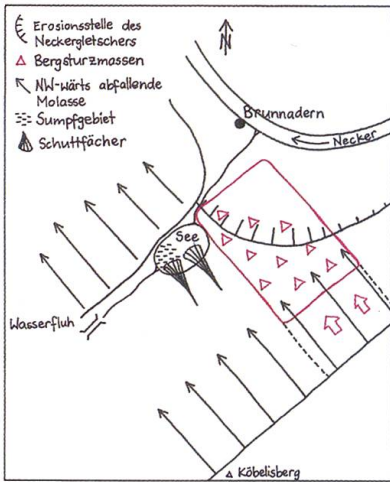 Erosionsstelle des
Neckergletschers
Bergsturzmassen
NW-wärts abfallende
Molasse
Sumpfgebiet
Schuttfächer
N
Brunnadern
Necker
See
Wasserfluh
Köbelisberg